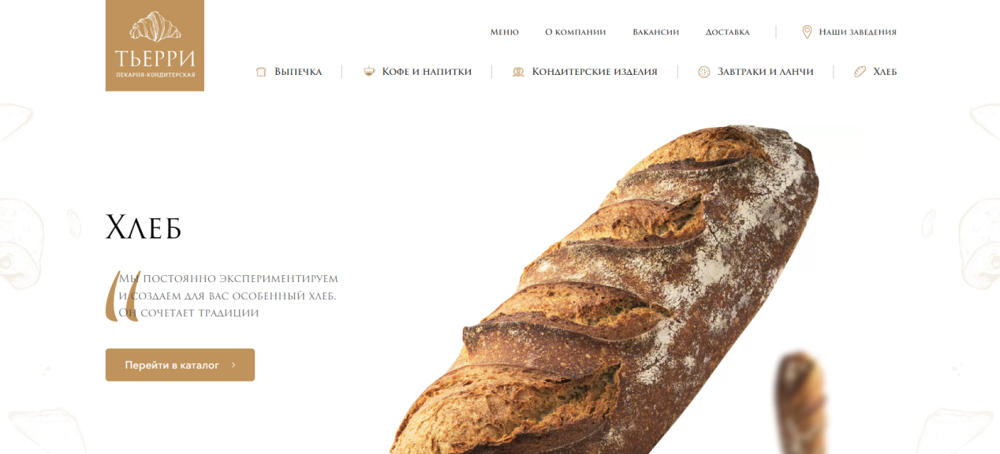 ТЬЕРРИ
ПЕКАРНЯ-КОНДИТЕРСКАЯ
Меню О компании Вакансии Доставка Наши заведения
Выпечка Кофе и напитки Кондитерские изделия Завтраки и ланчи Хлеб
Хлеб
Мы постоянно экспериментируем
и создаем для вас особенный хлеб.
Он сочетает традиции
Перейти в каталог